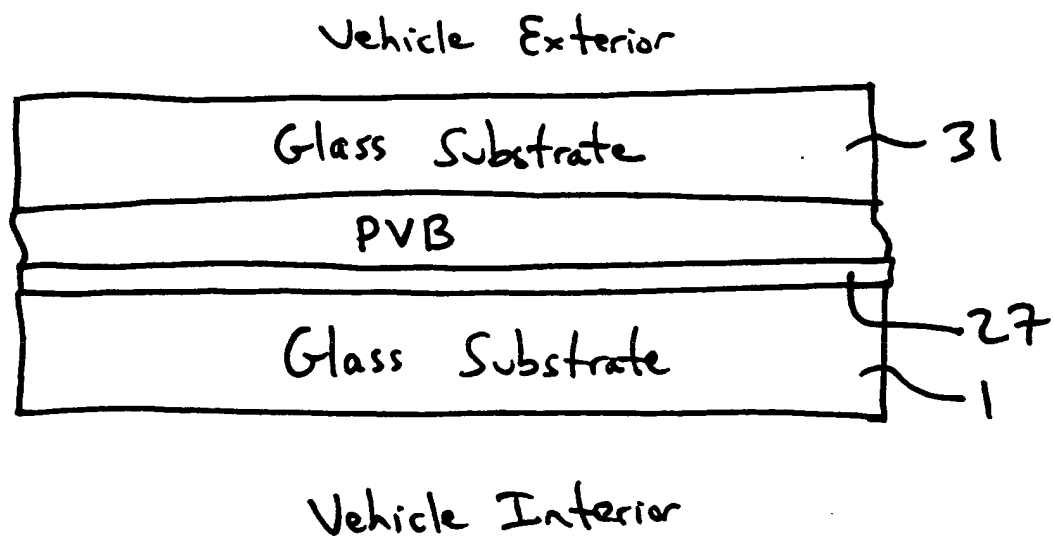 Vehicle Exterior
Glass Substrate
31
PVB
27
Glass Substrate
1
Vehicle Interior